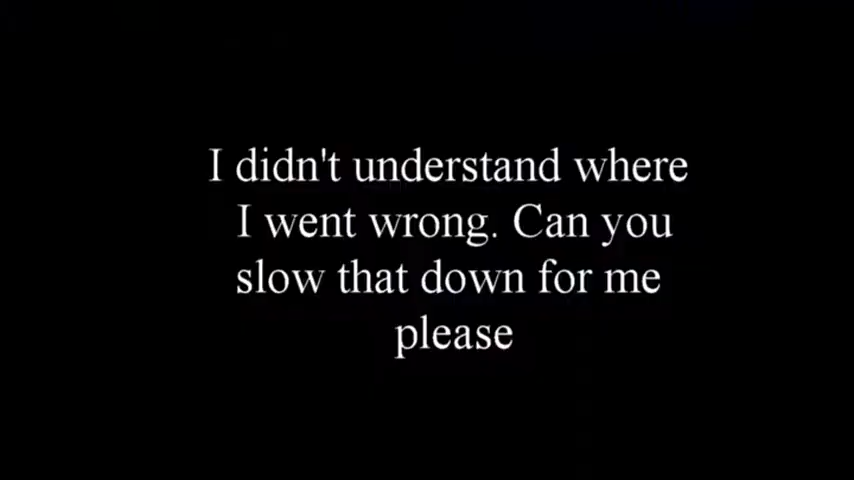 I didn't understand where
I went wrong. Can you
slow that down for me
please